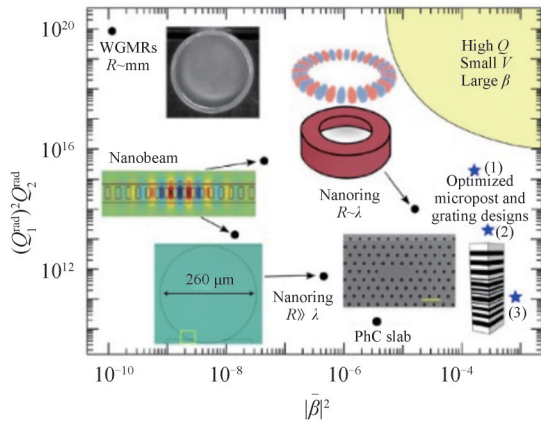 10^20
10^16
10^12
(Q_1^rad)^2 Q_2^rad
WGMRs
R~mm
High Q
Small V
Large β
Nanobeam
Nanoring
R~λ
(1)
Optimized
micropost and
grating designs
(2)
260 μm
Nanoring
R≫λ
PhC slab
(3)
10^−10
10^−8
10^−6
10^−4
|β̄|^2